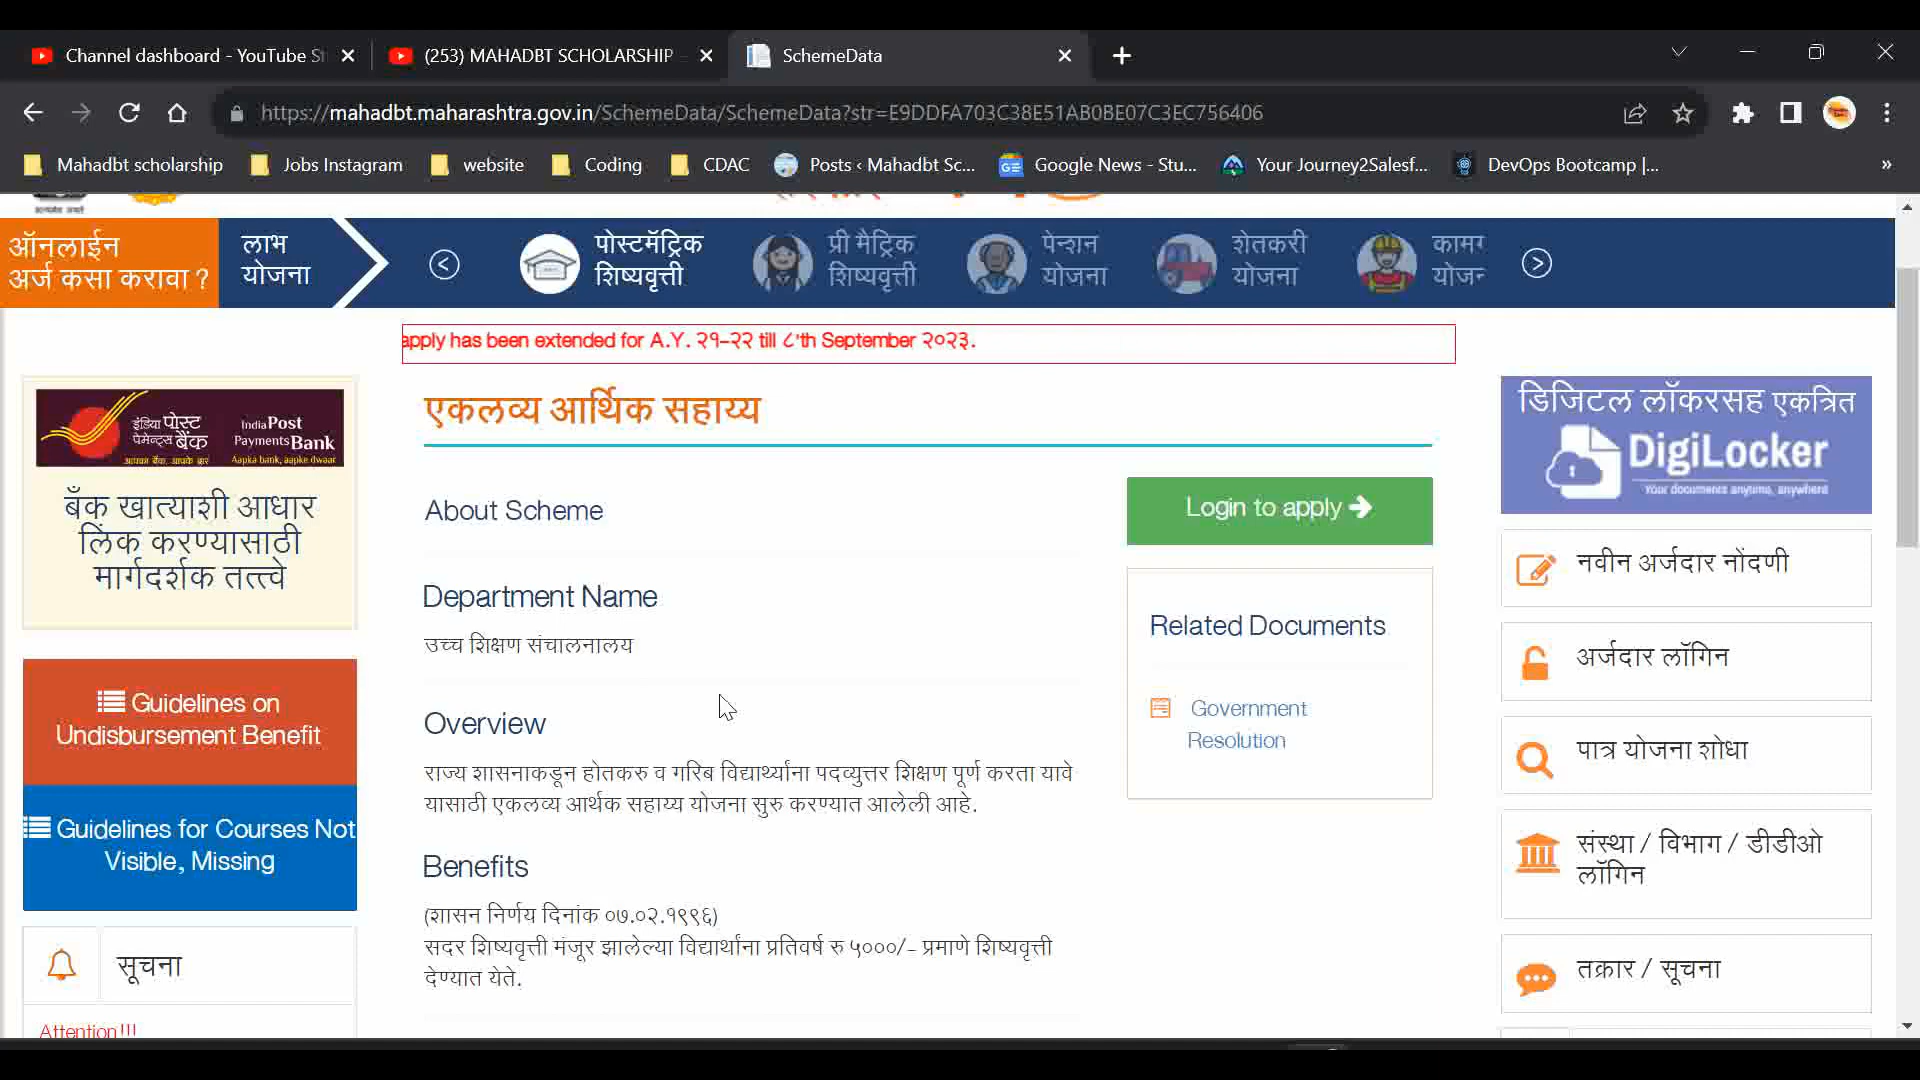 Channel dashboard - YouTube St
(253) MAHADBT SCHOLARSHIP -
SchemeData
https://mahadbt.maharashtra.gov.in/SchemeData/SchemeData?str=E9DDFA703C38E51AB0BE07C3EC756406
Mahadbt scholarship
Jobs Instagram
website
Coding
CDAC
Posts ‹ Mahadbt Sc...
Google News - Stu...
Your Journey2Salesf...
DevOps Bootcamp |...
ऑनलाईन
अर्ज कसा करावा ?
लाभ
योजना
पोस्टमॅट्रिक
शिष्यवृत्ती
प्री मैट्रिक
शिष्यवृत्ती
पेन्शन
योजना
शेतकरी
योजना
apply has been extended for A.Y. २१-२२ till ८'th September २०२३.
इंडिया पोस्ट
पेमेन्ट्स बैंक
आपका बैंक, आपके द्वार
IndiaPost
PaymentsBank
Aapka bank, aapke dwaar
बँक खात्याशी आधार
लिंक करण्यासाठी
मार्गदर्शक तत्त्वे
Guidelines on
Undisbursement Benefit
Guidelines for Courses Not
Visible, Missing
सूचना
Attention!!!
एकलव्य आर्थिक सहाय्य
About Scheme
Department Name
उच्च शिक्षण संचालनालय
Overview
राज्य शासनाकडून होतकरु व गरिब विद्यार्थ्यांना पदव्युत्तर शिक्षण पूर्ण करता यावे
यासाठी एकलव्य आर्थक सहाय्य योजना सुरु करण्यात आलेली आहे.
Benefits
(शासन निर्णय दिनांक ०७.०२.१९९६)
सदर शिष्यवृत्ती मंजूर झालेल्या विद्यार्थांना प्रतिवर्ष रु ५०००/- प्रमाणे शिष्यवृत्ती
देण्यात येते.
Login to apply
Related Documents
Government
Resolution
डिजिटल लॉकरसह एकत्रित
DigiLocker
Your documents anytime, anywhere
नवीन अर्जदार नोंदणी
अर्जदार लॉगिन
पात्र योजना शोधा
संस्था / विभाग / डीडीओ
लॉगिन
तक्रार / सूचना